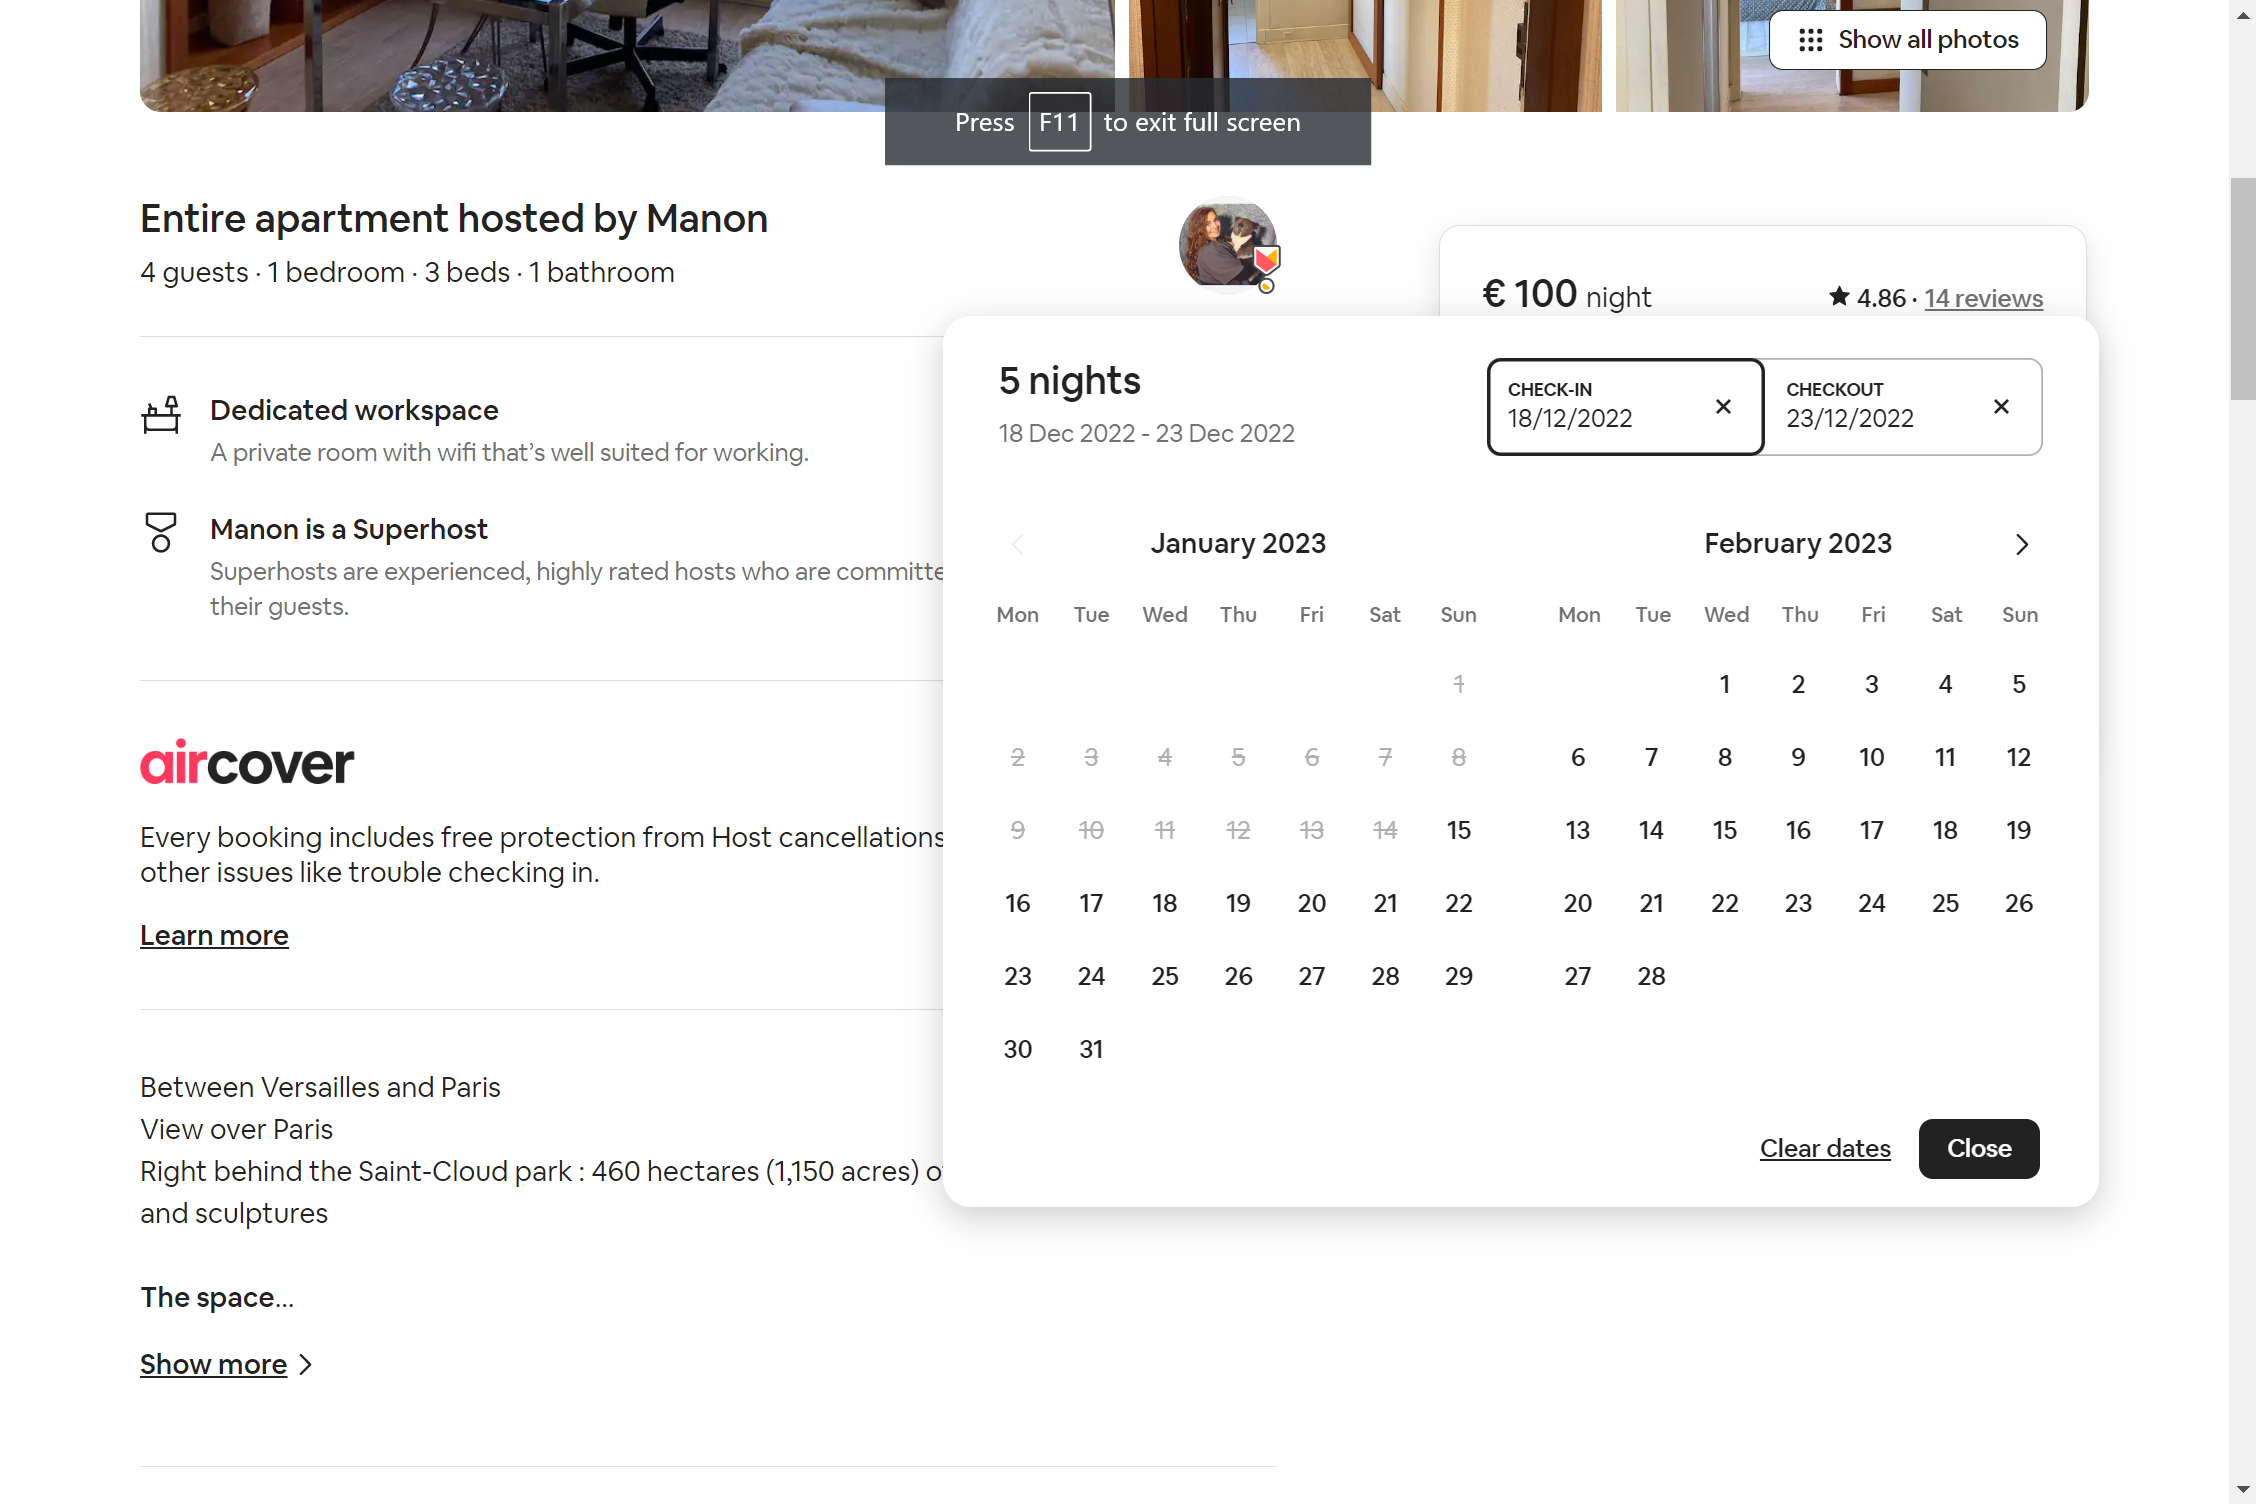 Show all photos
Press F11 to exit full screen
Entire apartment hosted by Manon
4 guests · 1 bedroom · 3 beds · 1 bathroom
€ 100 night
4.86 · 14 reviews
Dedicated workspace
A private room with wifi that’s well suited for working.
Manon is a Superhost
Superhosts are experienced, highly rated hosts who are committe
their guests.
aircover
Every booking includes free protection from Host cancellations
other issues like trouble checking in.
Learn more
Between Versailles and Paris
View over Paris
Right behind the Saint-Cloud park : 460 hectares (1,150 acres) o
and sculptures
The space...
Show more
5 nights
18 Dec 2022 - 23 Dec 2022
CHECK-IN
18/12/2022
CHECKOUT
23/12/2022
January 2023
Mon Tue Wed Thu Fri Sat Sun
1
2 3 4 5 6 7 8
9 10 11 12 13 14 15
16 17 18 19 20 21 22
23 24 25 26 27 28 29
30 31
February 2023
Mon Tue Wed Thu Fri Sat Sun
1 2 3 4 5
6 7 8 9 10 11 12
13 14 15 16 17 18 19
20 21 22 23 24 25 26
27 28
Clear dates
Close